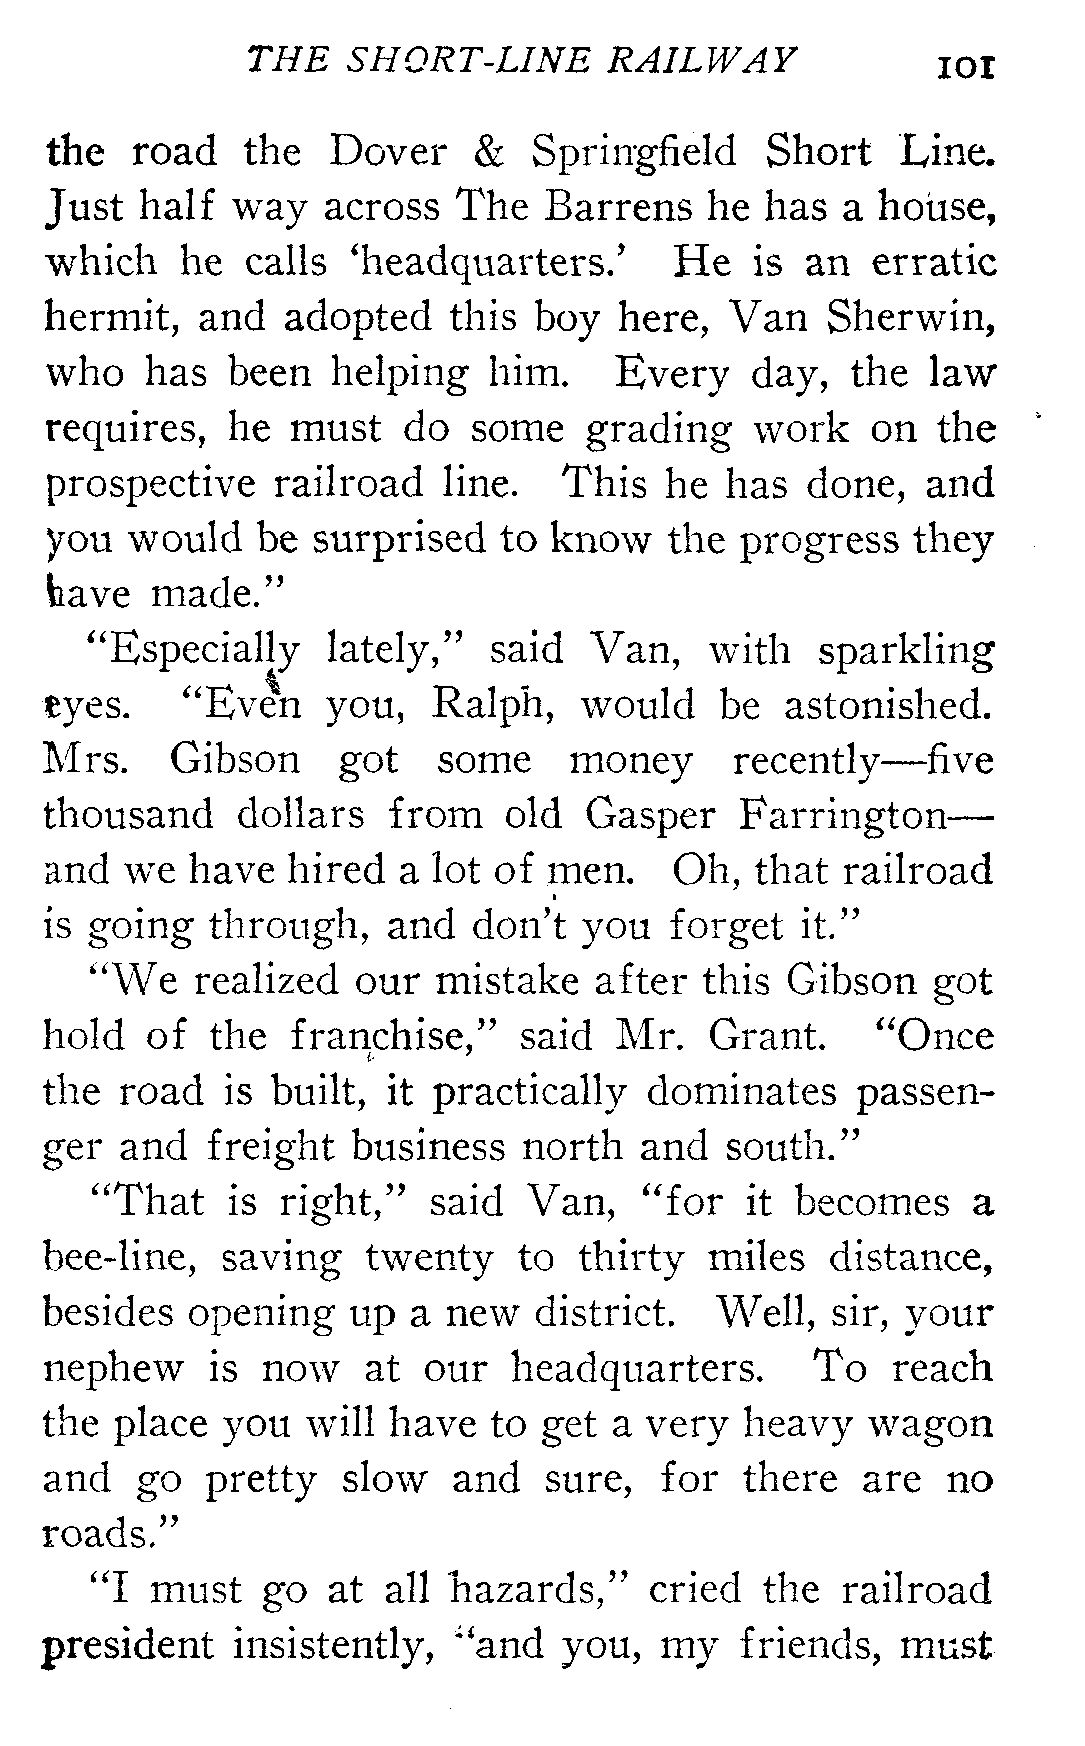 THE SHORT-LINE RAILWAY 101
the road the Dover & Springfield Short Line.
Just half way across The Barrens he has a house,
which he calls ‘headquarters.’ He is an erratic
hermit, and adopted this boy here, Van Sherwin,
who has been helping him. Every day, the law
requires, he must do some grading work on the
prospective railroad line. This he has done, and
you would be surprised to know the progress they
have made.”
“Especially lately,” said Van, with sparkling
eyes. “Even you, Ralph, would be astonished.
Mrs. Gibson got some money recently—five
thousand dollars from old Gasper Farrington—
and we have hired a lot of men. Oh, that railroad
is going through, and don’t you forget it.”
“We realized our mistake after this Gibson got
hold of the franchise,” said Mr. Grant. “Once
the road is built, it practically dominates passen-
ger and freight business north and south.”
“That is right,” said Van, “for it becomes a
bee-line, saving twenty to thirty miles distance,
besides opening up a new district. Well, sir, your
nephew is now at our headquarters. To reach
the place you will have to get a very heavy wagon
and go pretty slow and sure, for there are no
roads.”
“I must go at all hazards,” cried the railroad
president insistently, “and you, my friends, must